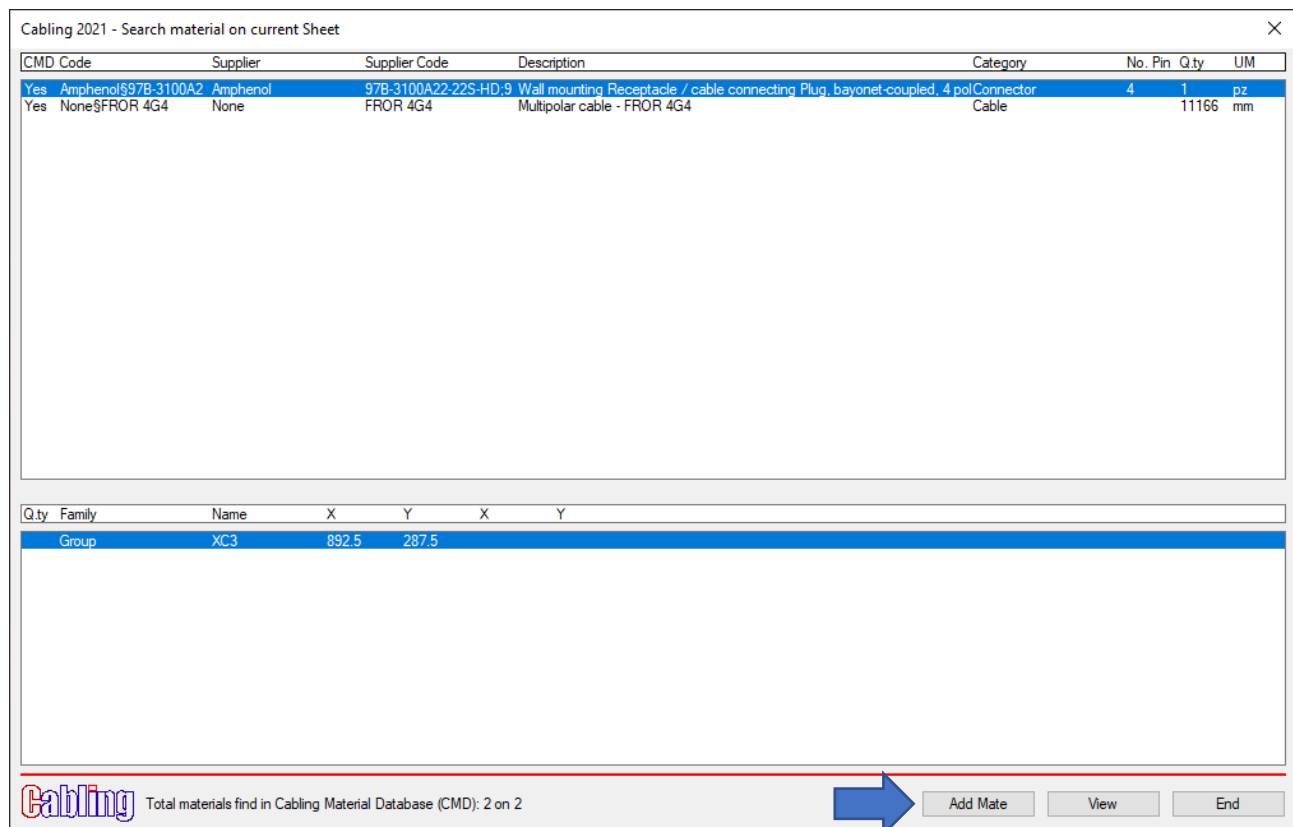 Cabling 2021 - Search material on current Sheet
CMD Code Supplier Supplier Code Description Category No. Pin Q.ty UM
Yes Amphenol§97B-3100A2 Amphenol 97B-3100A22-22S-HD;9 Wall mounting Receptacle / cable connecting Plug, bayonet-coupled, 4 pol Connector 4 1 pz
Yes None§FROR 4G4 None FROR 4G4 Multipolar cable - FROR 4G4 Cable 11166 mm
Q.ty Family Name X Y X Y
Group XC3 892.5 287.5
Cabling Total materials find in Cabling Material Database (CMD): 2 on 2 Add Mate View End